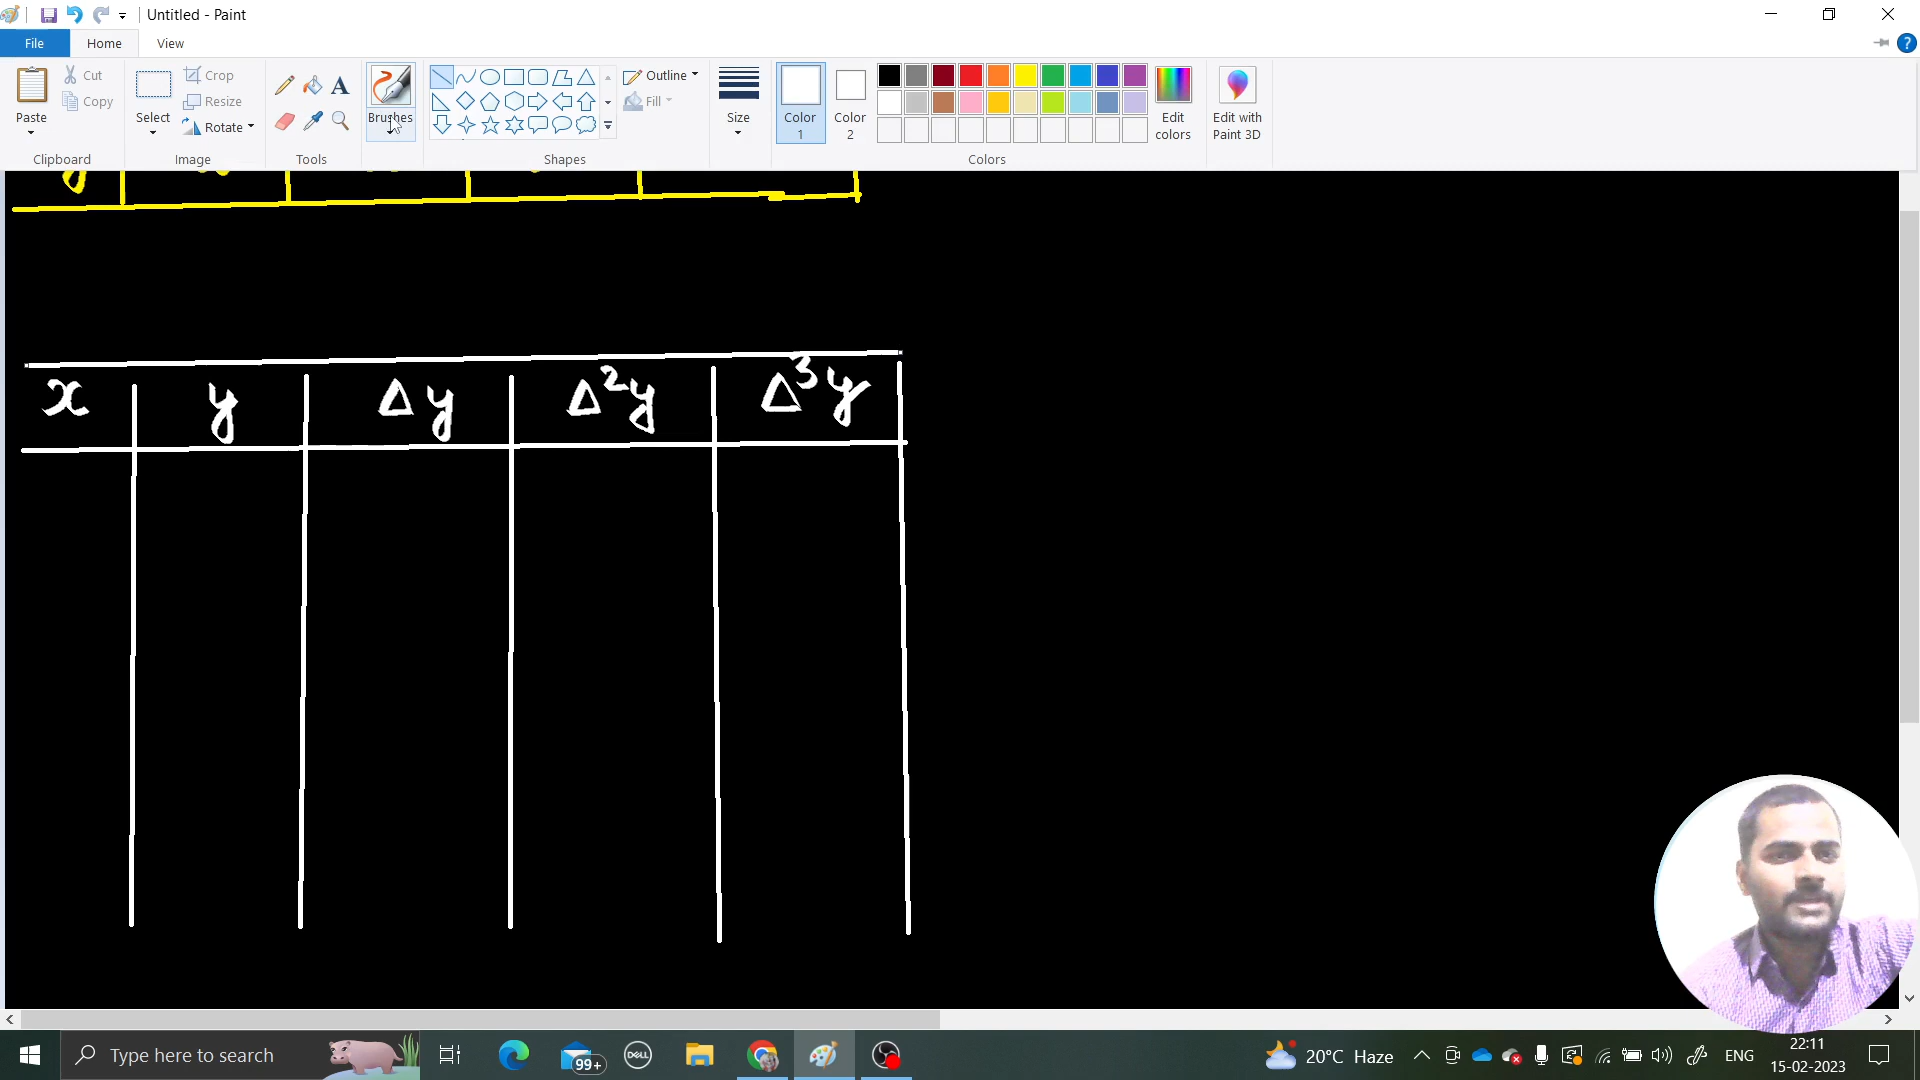 Untitled - Paint
File Home View
Paste
Cut
Copy
Clipboard
Select
Crop
Resize
Rotate
Image
Tools
Brushes
Shapes
Outline
Fill
Size
Color 1
Color 2
Colors
Edit colors
Edit with Paint 3D
y
x y Δy Δ²y Δ³y
Type here to search
99+
DELL
20°C Haze
ENG
22:11
15-02-2023